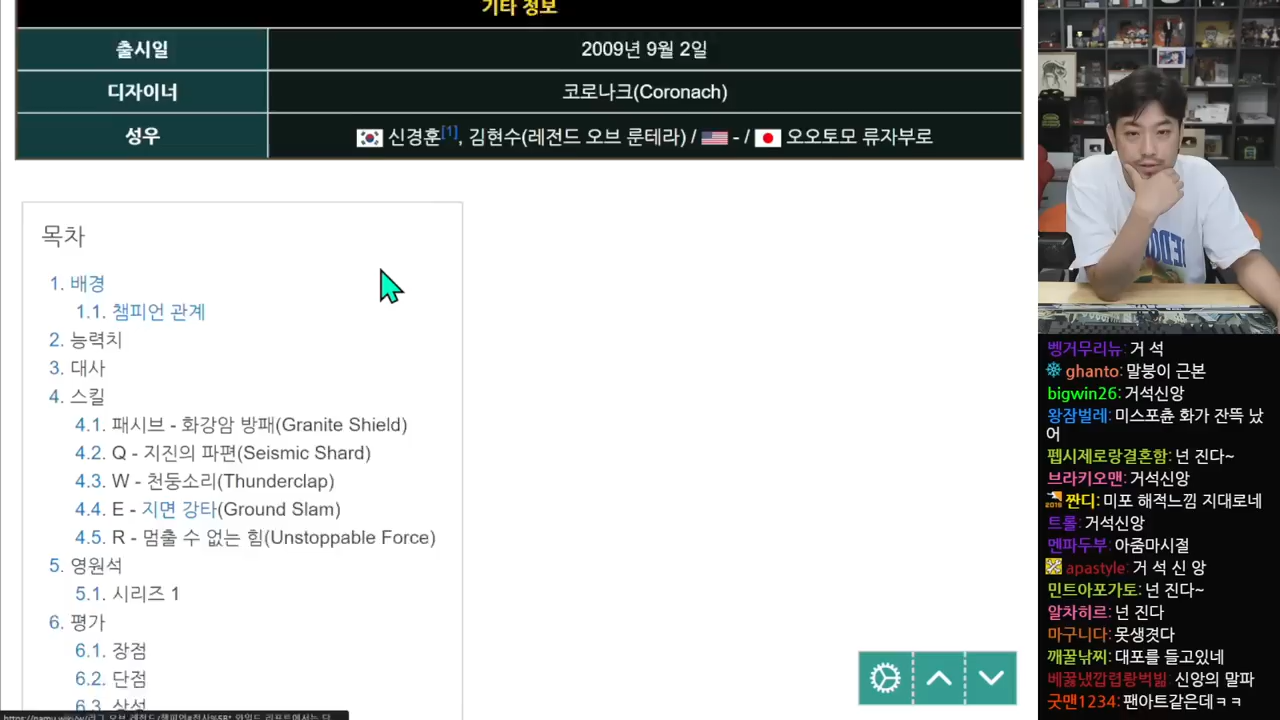 기타 정보
출시일 2009년 9월 2일
디자이너 코로나크(Coronach)
성우 신경훈[1], 김현수(레전드 오브 룬테라) / - / 오오토모 류자부로
목차
1. 배경
1.1. 챔피언 관계
2. 능력치
3. 대사
4. 스킬
4.1. 패시브 - 화강암 방패(Granite Shield)
4.2. Q - 지진의 파편(Seismic Shard)
4.3. W - 천둥소리(Thunderclap)
4.4. E - 지면 강타(Ground Slam)
4.5. R - 멈출 수 없는 힘(Unstoppable Force)
5. 영원석
5.1. 시리즈 1
6. 평가
6.1. 장점
6.2. 단점
6.3. 상성
벵거무리뉴: 거 석
ghanto: 말붕이 근본
bigwin26: 거석신앙
왕잠벌레: 미스포츈 화가 잔뜩 났
어
펩시제로랑결혼함: 넌 진다~
브라키오맨: 거석신앙
2019 짠디: 미포 해적느낌 지대로네
트롤: 거석신앙
멘파두부: 아줌마시절
apastyle: 거 석 신 앙
민트아포가토: 넌 진다~
알차히르: 넌 진다
마구니다: 못생겻다
깨꿀낚찌: 대포를 들고있네
베꿇냈깝렵랗벅빎: 신앙의 말파
굿맨1234: 팬아트같은데ㅋㅋ